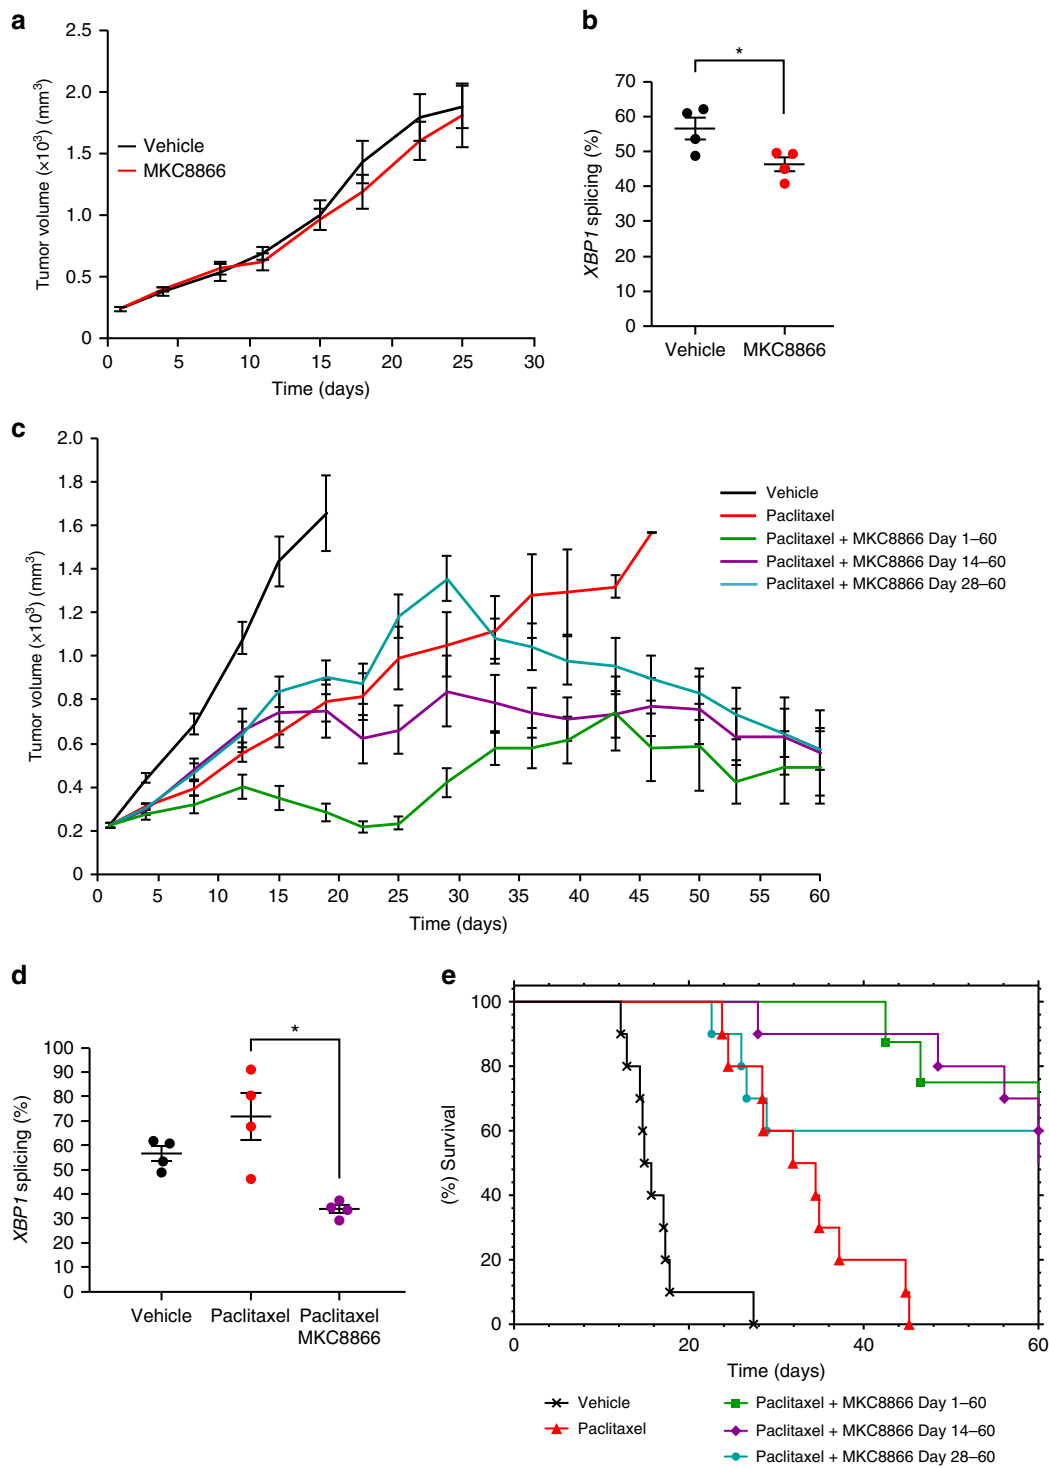 a
2.5
2.0
1.5
1.0
0.5
0
Tumor volume (×10³) (mm³)
Vehicle
MKC8866
0 5 10 15 20 25 30
Time (days)
b
*
70
60
50
40
30
20
10
0
XBP1 splicing (%)
Vehicle MKC8866
c
2.0
1.8
1.6
1.4
1.2
1.0
0.8
0.6
0.4
0.2
0
Tumor volume (×10³) (mm³)
Vehicle
Paclitaxel
Paclitaxel + MKC8866 Day 1–60
Paclitaxel + MKC8866 Day 14–60
Paclitaxel + MKC8866 Day 28–60
0 5 10 15 20 25 30 35 40 45 50 55 60
Time (days)
d
*
100
90
80
70
60
50
40
30
20
10
0
XBP1 splicing (%)
Vehicle Paclitaxel Paclitaxel
MKC8866
e
100
80
60
40
20
0
(%) Survival
0 20 40 60
Time (days)
Vehicle
Paclitaxel
Paclitaxel + MKC8866 Day 1–60
Paclitaxel + MKC8866 Day 14–60
Paclitaxel + MKC8866 Day 28–60